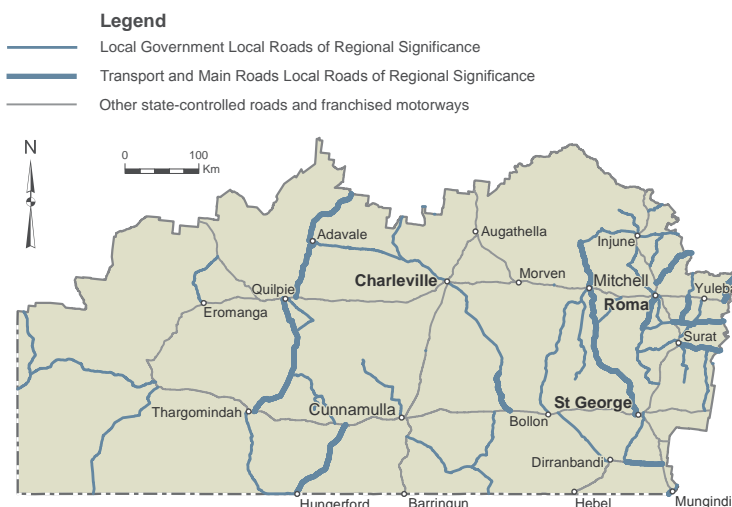 Legend
Local Government Local Roads of Regional Significance
Transport and Main Roads Local Roads of Regional Significance
Other state-controlled roads and franchised motorways
N
0 100
Km
Adavale
Augathella
Injune
Charleville
Morven
Mitchell
Quilpie
Yuleba
Eromanga
Roma
Surat
Thargomindah
Cunnamulla
St George
Bollon
Dirranbandi
Hungerford
Barringun
Hebel
Mungindi